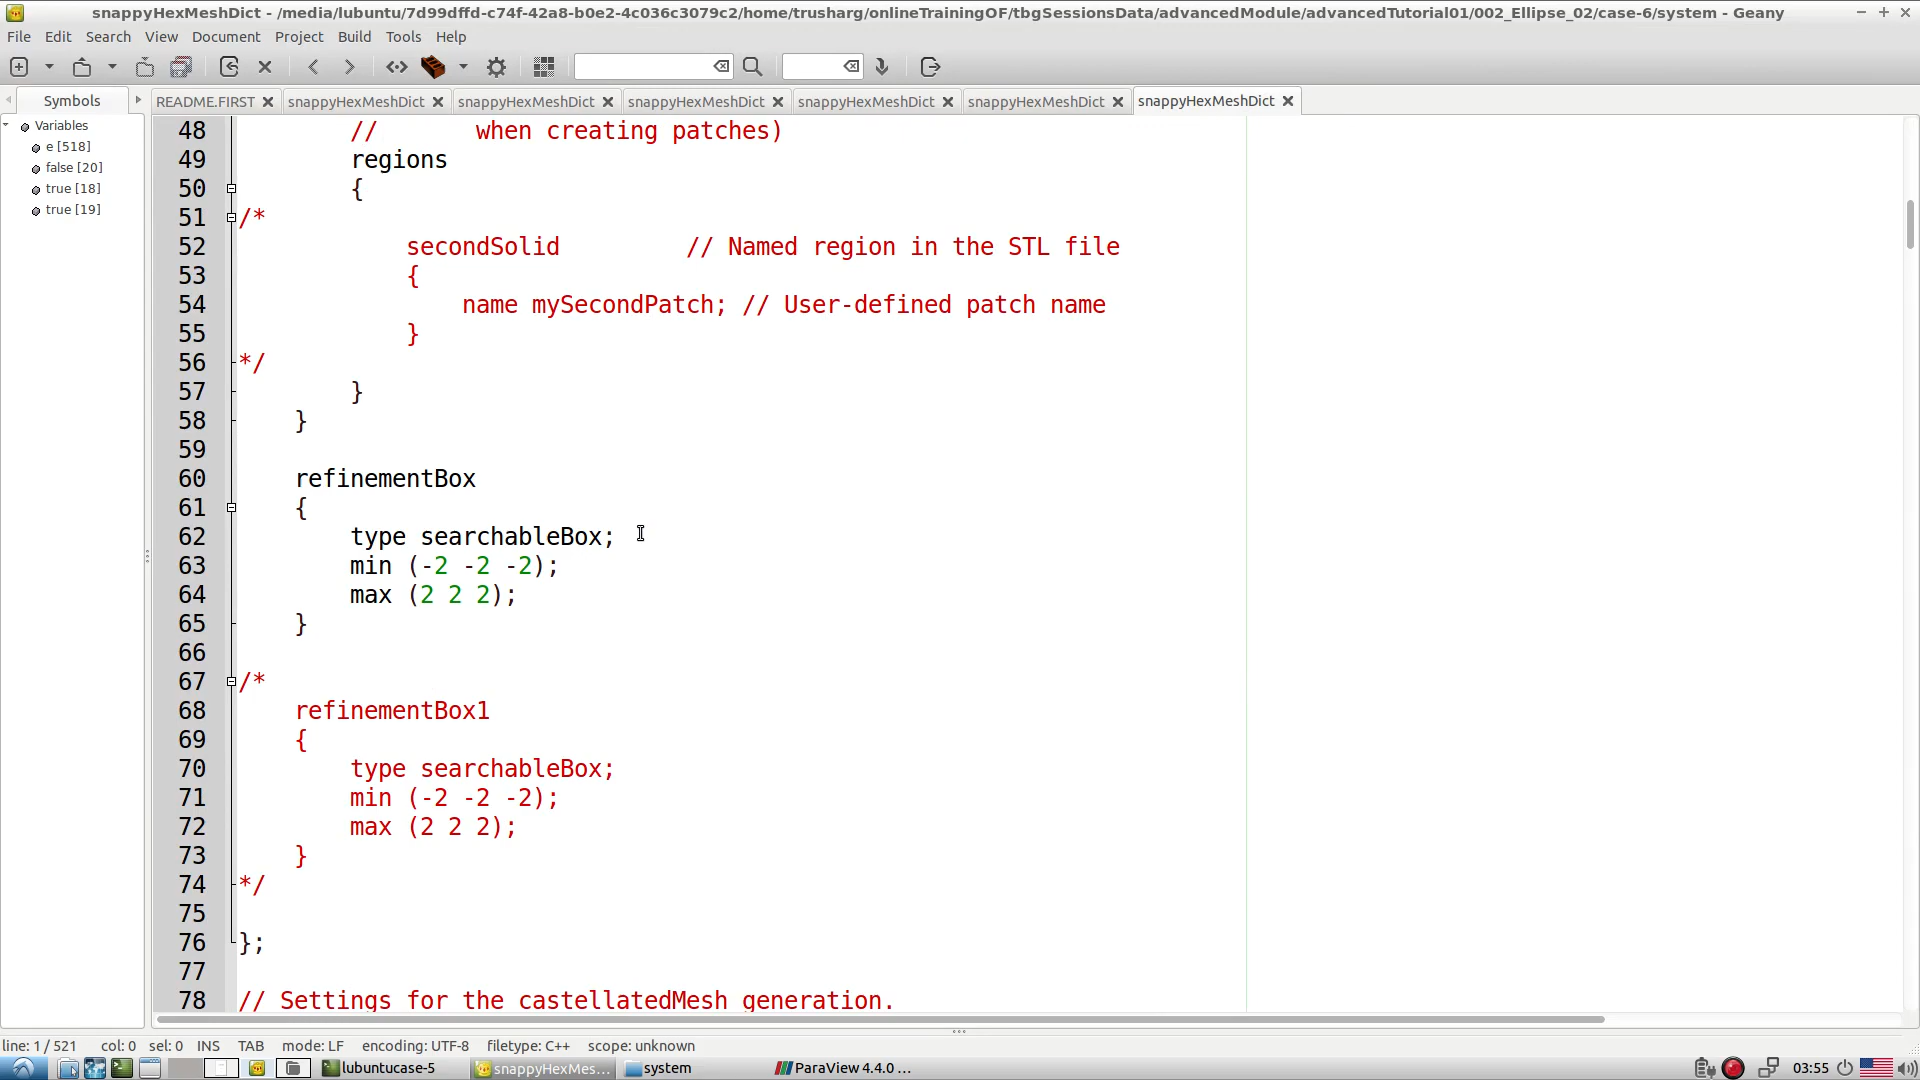 snappyHexMeshDict - /media/lubuntu/7d99dffd-c74f-42a8-b0e2-4c036c3079c2/home/trusharg/onlineTrainingOF/tbgSessionsData/advancedModule/advancedTutorial01/002_Ellipse_02/case-6/system - Geany
File Edit Search View Document Project Build Tools Help
Symbols README.FIRST snappyHexMeshDict snappyHexMeshDict snappyHexMeshDict snappyHexMeshDict snappyHexMeshDict snappyHexMeshDict
Variables
e [518]
false [20]
true [18]
true [19]
48 // when creating patches)
49 regions
50 {
51 /*
52 secondSolid // Named region in the STL file
53 {
54 name mySecondPatch; // User-defined patch name
55 }
56 */
57 }
58 }
59
60 refinementBox
61 {
62 type searchableBox;
63 min (-2 -2 -2);
64 max (2 2 2);
65 }
66
67 /*
68 refinementBox1
69 {
70 type searchableBox;
71 min (-2 -2 -2);
72 max (2 2 2);
73 }
74 */
75
76 };
77
78 // Settings for the castellatedMesh generation.
line: 1 / 521 col: 0 sel: 0 INS TAB mode: LF encoding: UTF-8 filetype: C++ scope: unknown
lubuntucase-5 snappyHexMes... system ParaView 4.4.0 ... 03:55